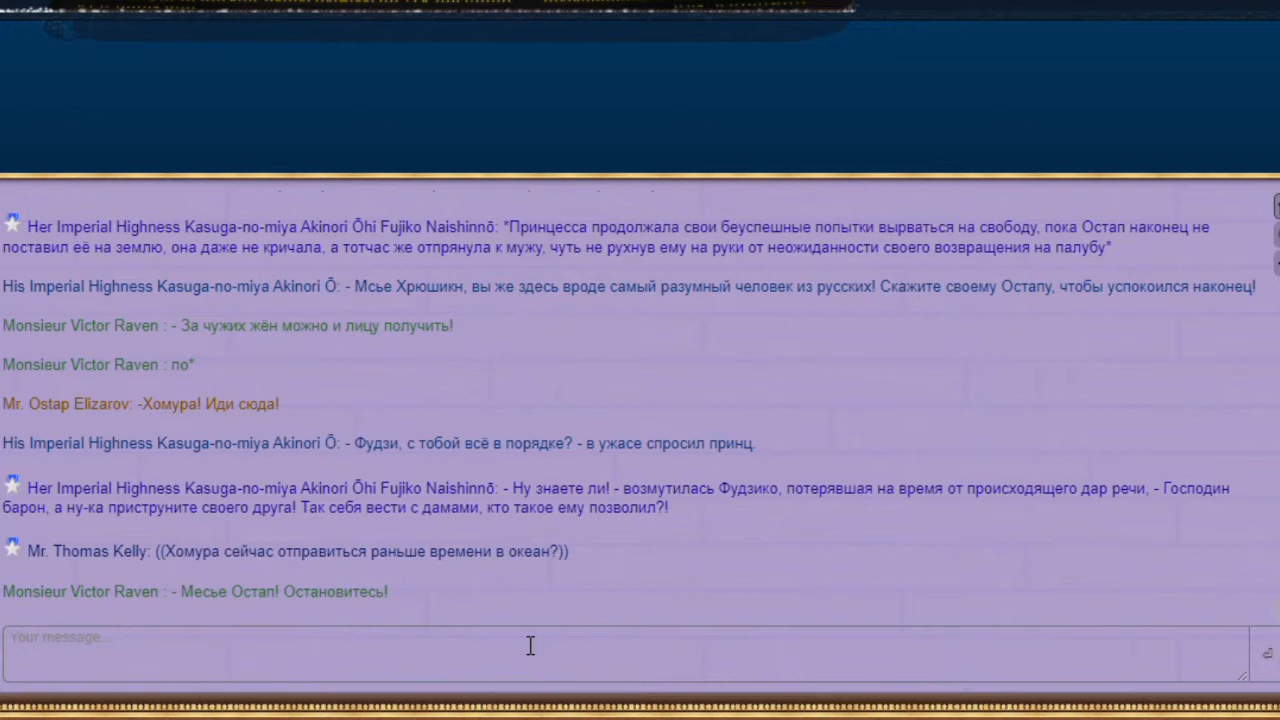 Her Imperial Highness Kasuga-no-miya Akinori Ōhi Fujiko Naishinnō: *Принцесса продолжала свои беуспешные попытки вырваться на свободу, пока Остап наконец не
поставил её на землю, она даже не кричала, а тотчас же отпрянула к мужу, чуть не рухнув ему на руки от неожиданности своего возвращения на палубу*
His Imperial Highness Kasuga-no-miya Akinori Ō: - Мсье Хрюшикн, вы же здесь вроде самый разумный человек из русских! Скажите своему Остапу, чтобы успокоился наконец!
Monsieur Victor Raven : - За чужих жён можно и лицу получить!
Monsieur Victor Raven : по*
Mr. Ostap Elizarov: -Хомура! Иди сюда!
His Imperial Highness Kasuga-no-miya Akinori Ō: - Фудзи, с тобой всё в порядке? - в ужасе спросил принц.
Her Imperial Highness Kasuga-no-miya Akinori Ōhi Fujiko Naishinnō: - Ну знаете ли! - возмутилась Фудзико, потерявшая на время от происходящего дар речи, - Господин
барон, а ну-ка приструните своего друга! Так себя вести с дамами, кто такое ему позволил?!
Mr. Thomas Kelly: ((Хомура сейчас отправиться раньше времени в океан?))
Monsieur Victor Raven : - Месье Остап! Остановитесь!
Your message...